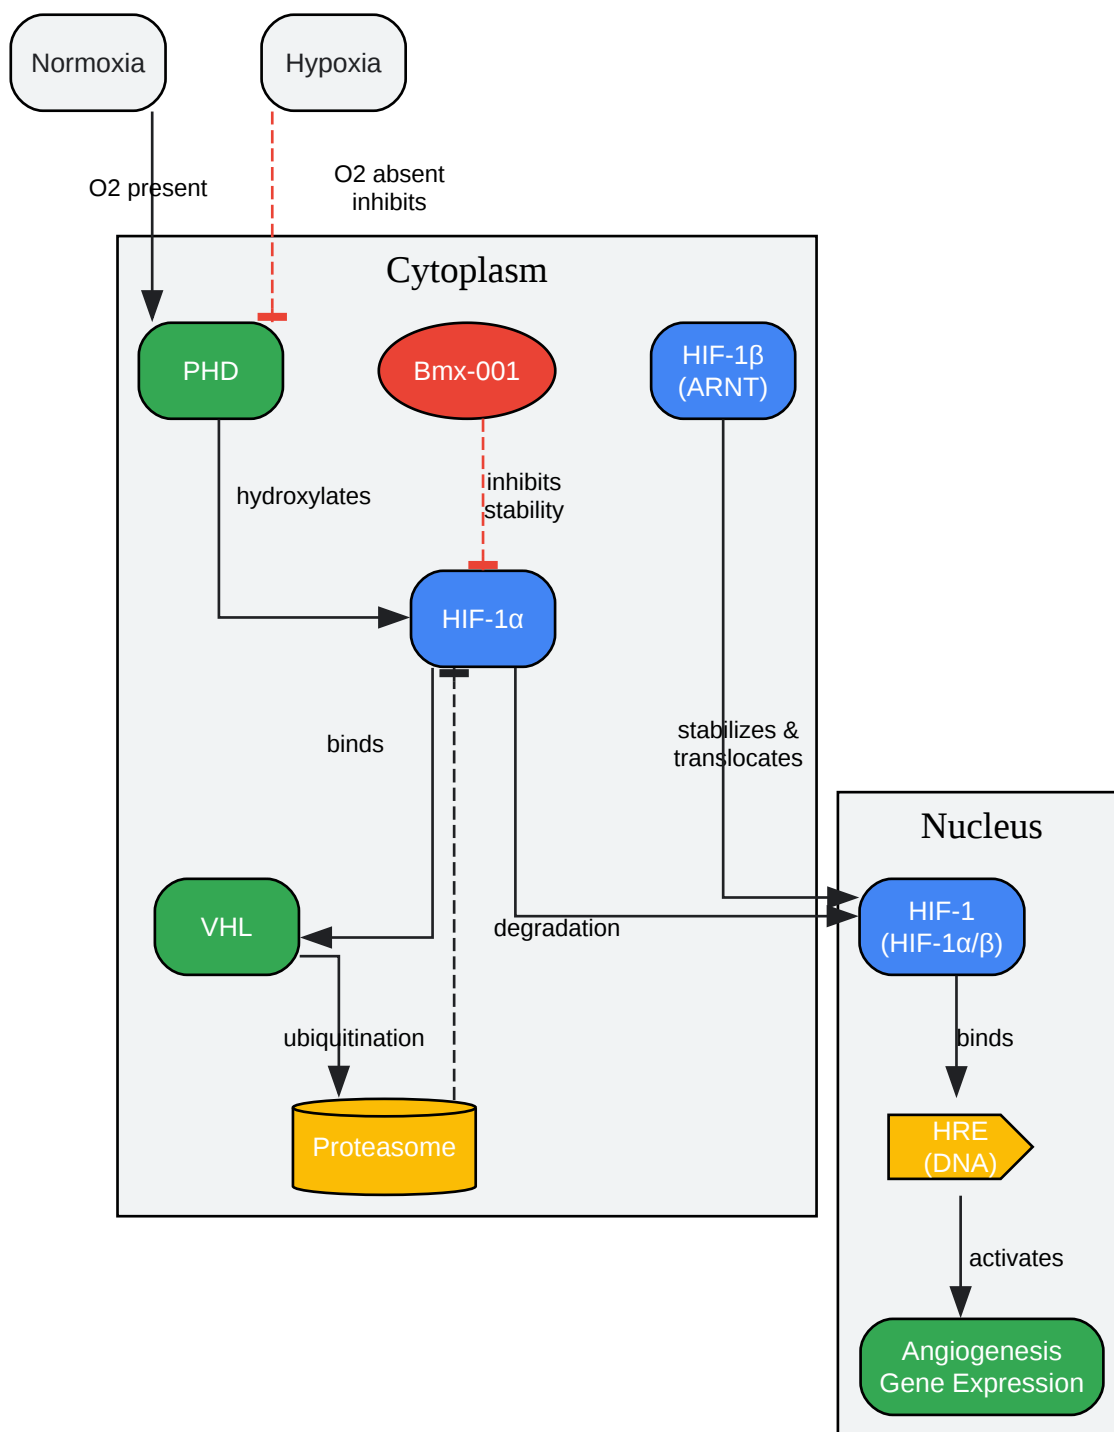 Normoxia
Hypoxia
O2 present
O2 absent
inhibits
Cytoplasm
PHD
Bmx-001
HIF-1β
(ARNT)
hydroxylates
inhibits
stability
HIF-1α
binds
stabilizes &
translocates
Nucleus
VHL
degradation
HIF-1
(HIF-1α/β)
ubiquitination
binds
Proteasome
HRE
(DNA)
activates
Angiogenesis
Gene Expression